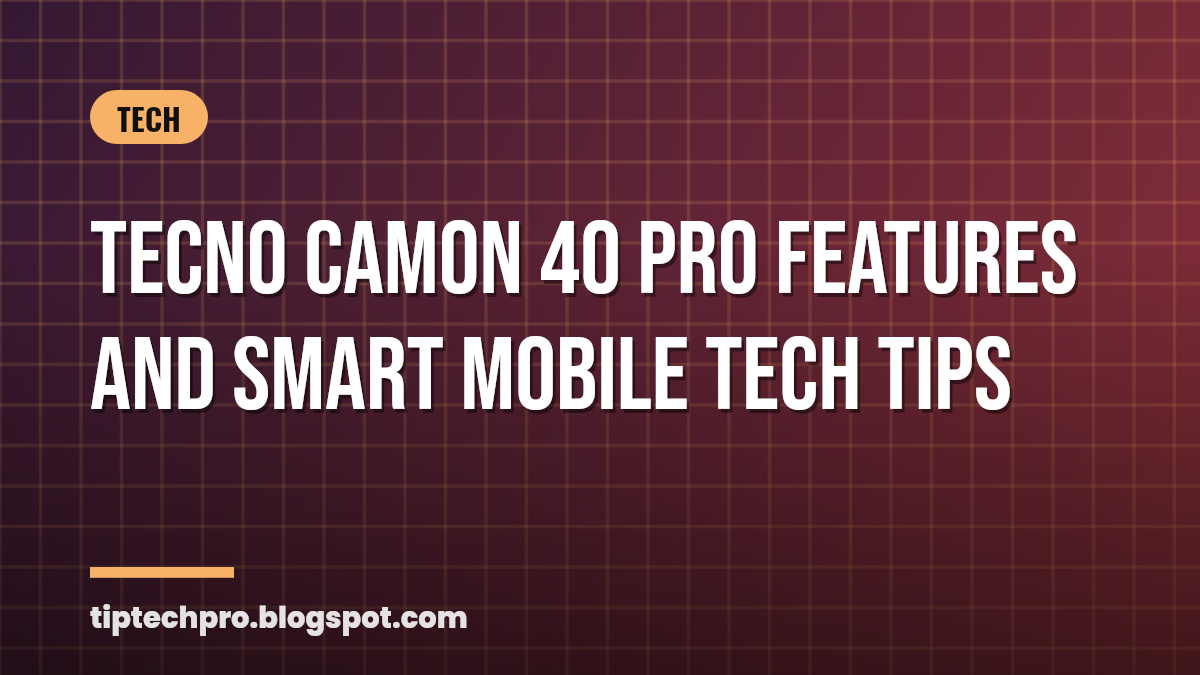 TECH
TECNO CAMON 40 PRO FEATURES
AND SMART MOBILE TECH TIPS
tiptechpro.blogspot.com